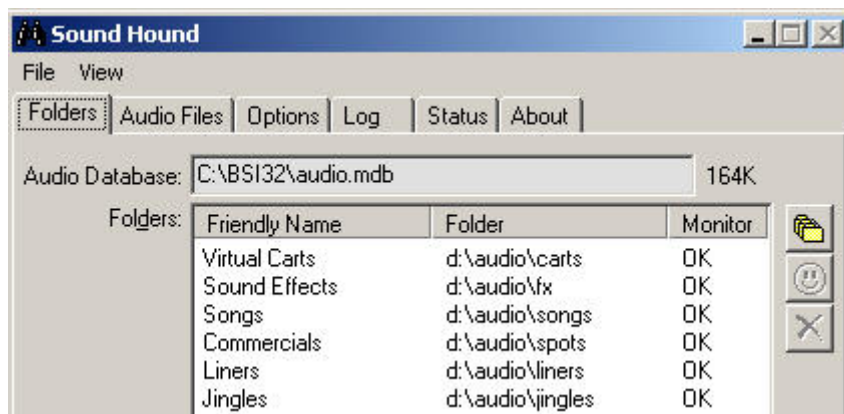 Sound Hound
File View
Folders Audio Files Options Log Status About
Audio Database: C:\BSI32\audio.mdb 164K
Folders: Friendly Name Folder Monitor
Virtual Carts d:\audio\carts OK
Sound Effects d:\audio\fx OK
Songs d:\audio\songs OK
Commercials d:\audio\spots OK
Liners d:\audio\liners OK
Jingles d:\audio\jingles OK